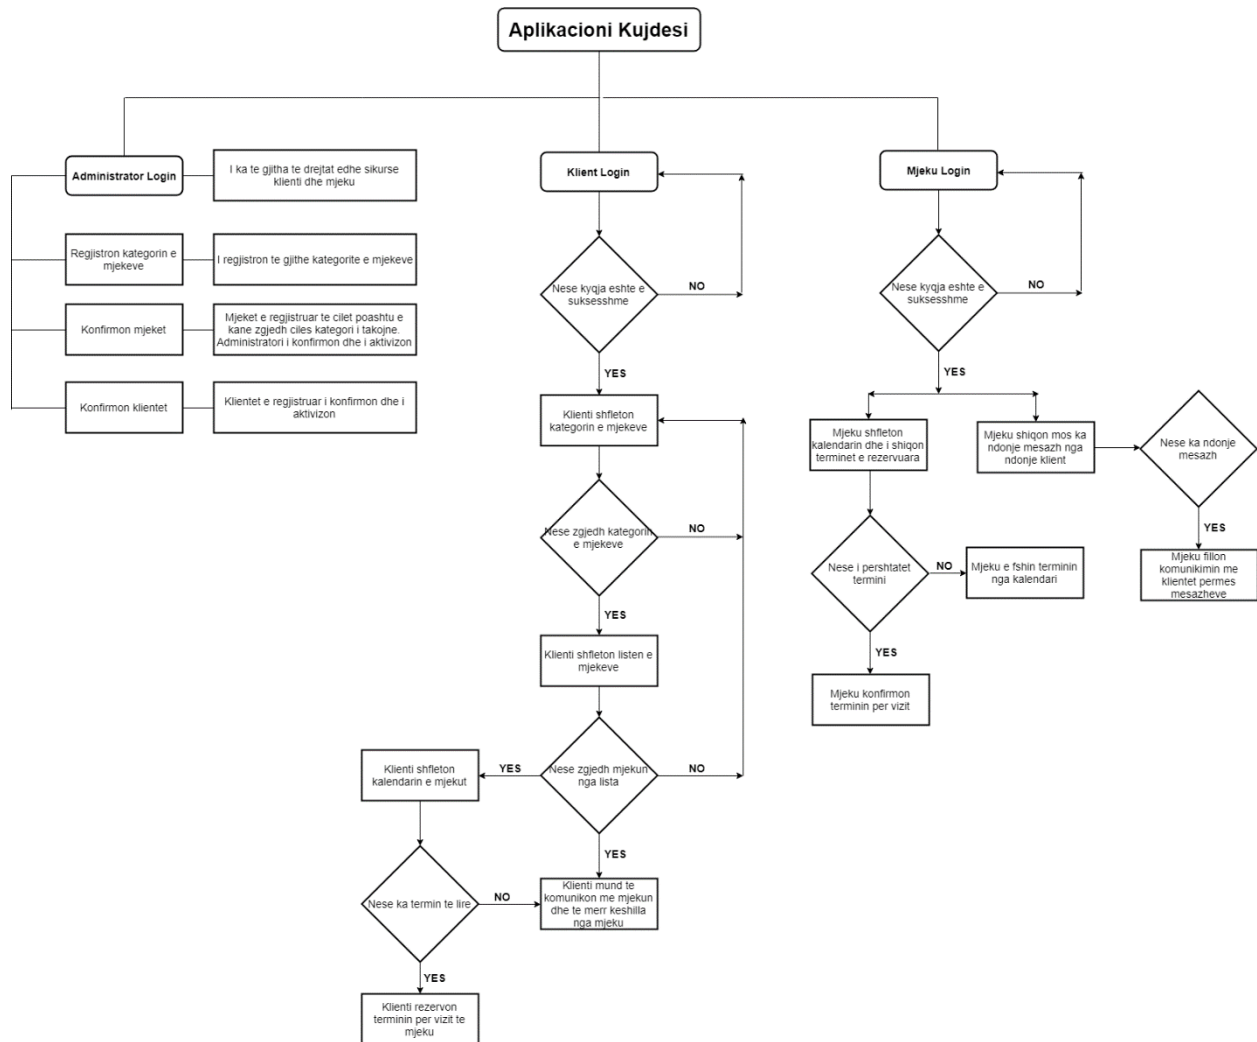 Aplikacioni Kujdesi
Administrator Login
I ka te gjitha te drejtat edhe sikurse
klienti dhe mjeku
Regjistron kategorin e
mjekeve
I regjistron te gjithe kategorite e mjekeve
Konfirmon mjeket
Mjeket e regjistruar te cilet poashtu e
kane zgjedh ciles kategori i takojne.
Administratori i konfirmon dhe i aktivizon
Konfirmon klientet
Klientet e regjistruar i konfirmon dhe i
aktivizon
Klient Login
Nese kyqja eshte e
suksesshme
NO
YES
Klienti shfleton
kategorin e mjekeve
Nese zgjedh kategorin
e mjekeve
NO
YES
Klienti shfleton listen e
mjekeve
Nese zgjedh mjekun
nga lista
NO
YES
YES
Klienti shfleton
kalendarin e mjekut
Nese ka termin te lire
NO
Klienti mund te
komunikon me mjekun
dhe te merr keshilla
nga mjeku
YES
Klienti rezervon
terminin per vizit te
mjeku
Mjeku Login
Nese kyqja eshte e
suksesshme
NO
YES
Mjeku shfleton
kalendarin dhe i shiqon
terminet e rezervuara
Nese i pershtatet
termini
NO
Mjeku e fshin terminin
nga kalendari
YES
Mjeku konfirmon
terminin per vizit
Mjeku shiqon mos ka
ndonje mesazh nga
ndonje klient
Nese ka ndonje
mesazh
YES
Mjeku fillon
komunikimin me
klientet permes
mesazheve